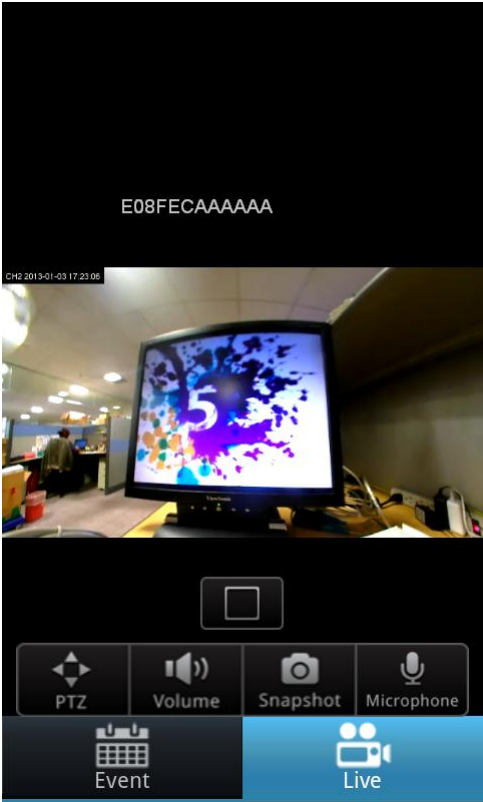 E08FECAAAAAA
CH2 2013-01-03 17:23:06
5
ViewSonic
PTZ Volume Snapshot Microphone
Event Live